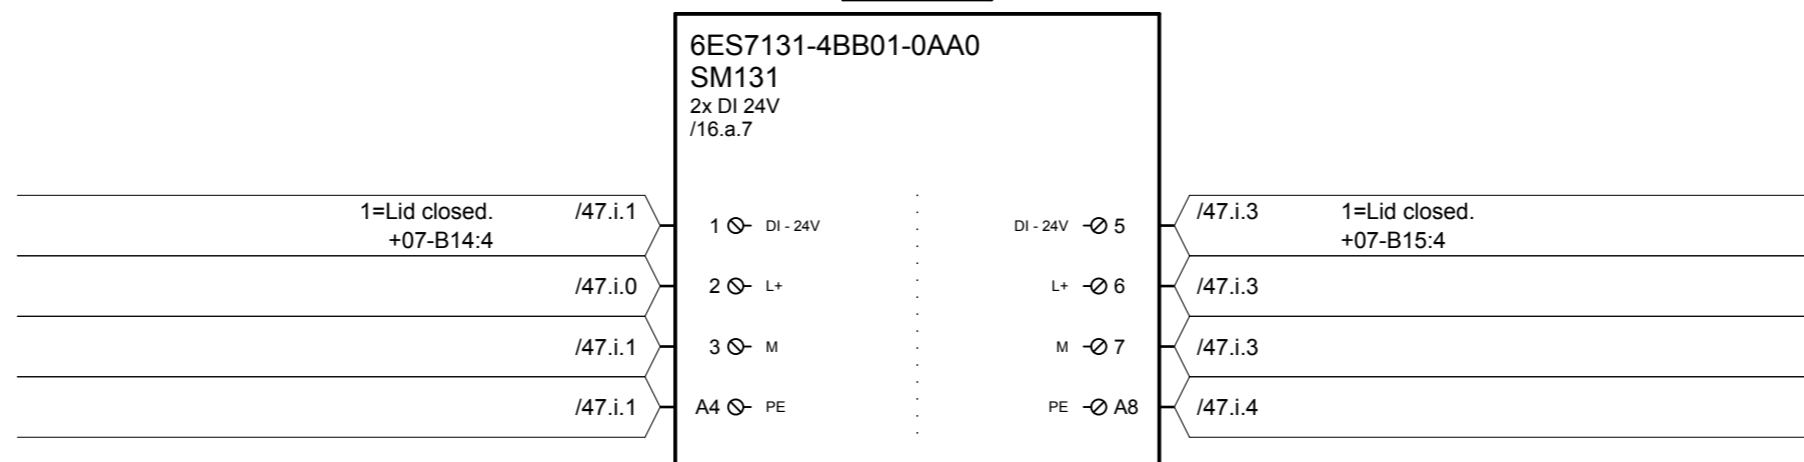 6ES7131-4BB01-0AA0
SM131
2x DI 24V
/16.a.7
1=Lid closed. /47.i.1 1 DI - 24V DI - 24V 5 /47.i.3 1=Lid closed.
+07-B14:4 +07-B15:4
/47.i.0 2 L+ L+ 6 /47.i.3
/47.i.1 3 M M 7 /47.i.3
/47.i.1 A4 PE PE A8 /47.i.4